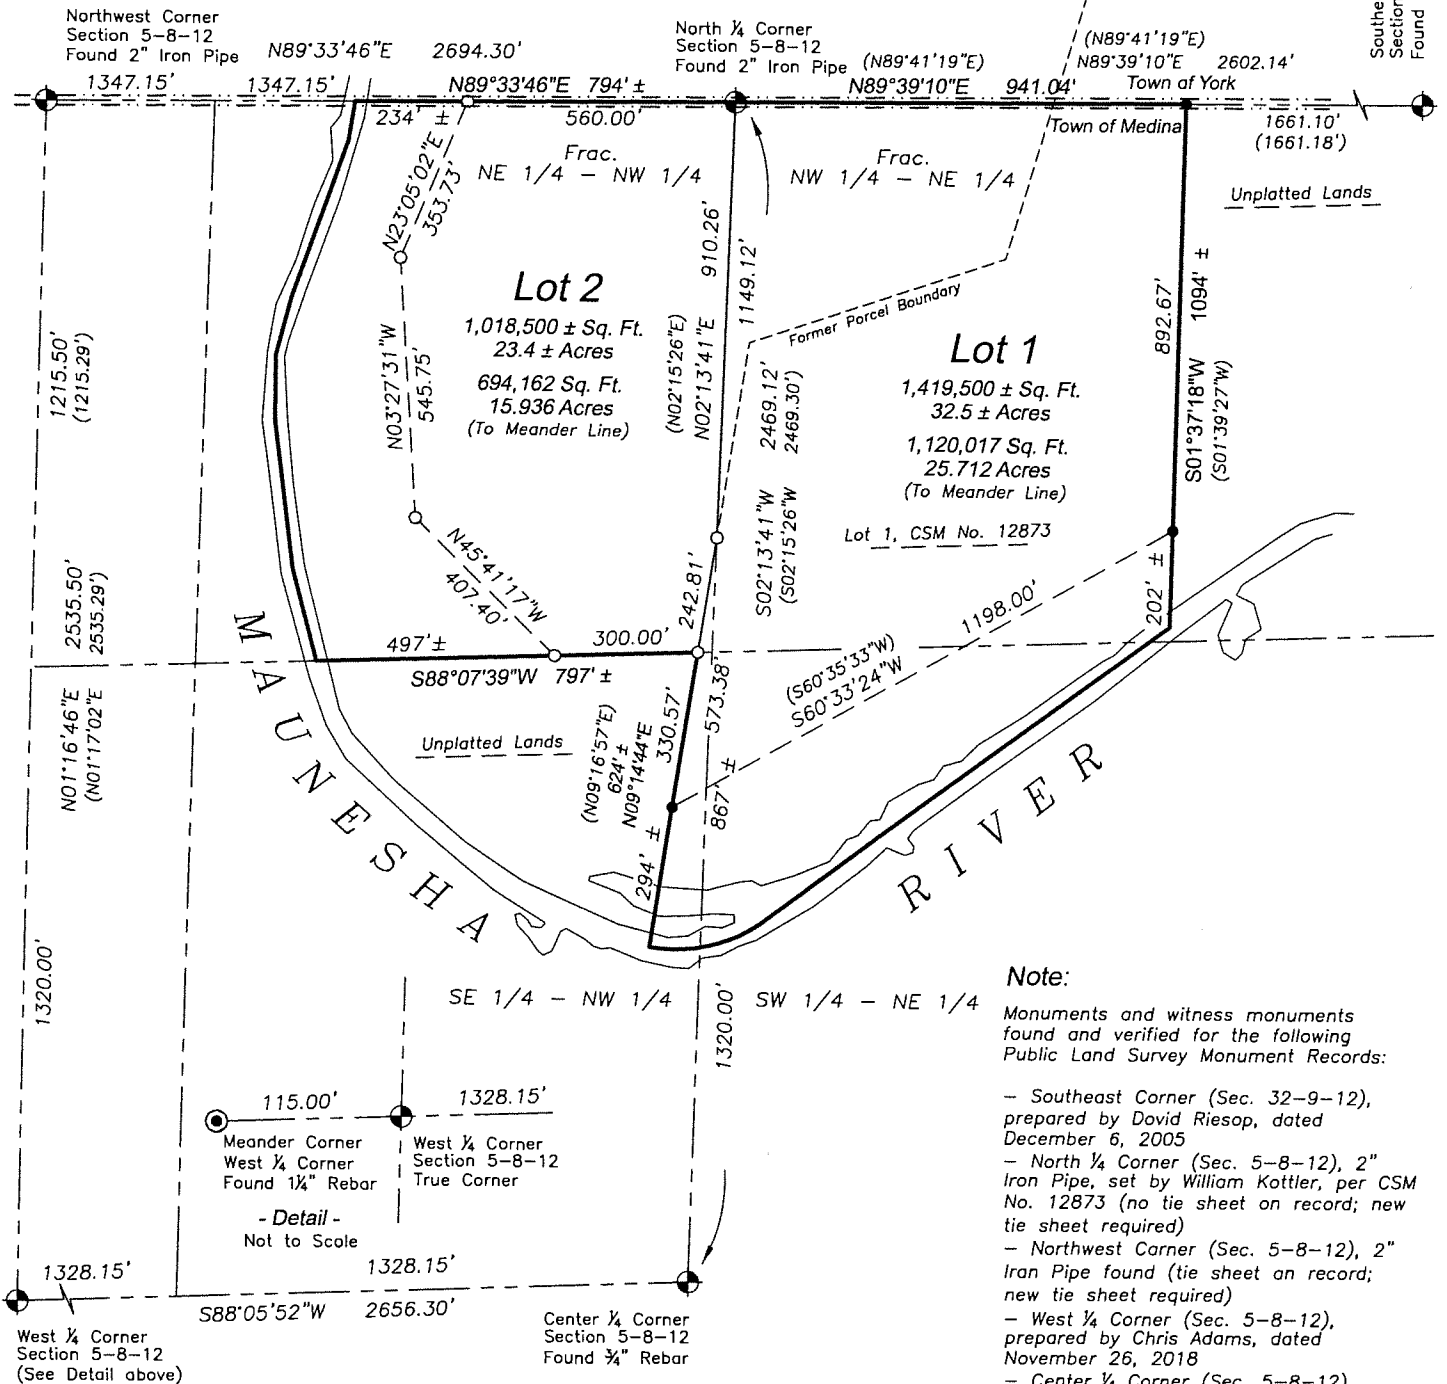 Northwest Corner
Section 5-8-12
Found 2" Iron Pipe
N89°33'46"E 2694.30'
1347.15'
1347.15'
N89°33'46"E 794' ±
234' ±
560.00'
North ¼ Corner
Section 5-8-12
Found 2" Iron Pipe
(N89°41'19"E)
N89°39'10"E 941.04'
(N89°41'19"E)
N89°39'10"E 2602.14'
Town of York
Town of Medina
1661.10'
(1661.18')
Southe
Section
Found
Unplatted Lands
Frac.
NE 1/4 - NW 1/4
Frac.
NW 1/4 - NE 1/4
N23°05'02"E
353.73'
910.26'
1149.12'
(N02°15'26"E)
N02°13'41"E
Lot 2
1,018,500 ± Sq. Ft.
23.4 ± Acres
694,162 Sq. Ft.
15.936 Acres
(To Meander Line)
Former Parcel Boundary
Lot 1
1,419,500 ± Sq. Ft.
32.5 ± Acres
1,120,017 Sq. Ft.
25.712 Acres
(To Meander Line)
Lot 1, CSM No. 12873
892.67'
1094' ±
S01°37'18"W
(S01°39'27"W)
1215.50'
(1215.29')
N03°27'31"W
545.75'
2469.12'
2469.30')
S02°13'41"W
(S02°15'26"W
N45°41'17"W
407.40'
242.81'
202' ±
2535.50'
2535.29')
N01°16'46"E
(N01°17'02"E
497'±
300.00'
S88°07'39"W 797' ±
1198.00'
(S60°35'33"W)
S60°33'24"W
Unplatted Lands
(N09°16'57"E)
624' ±
N09°14'44"E
330.57'
573.38'
867' ±
294' ±
MAUNESHA
RIVER
1320.00'
SE 1/4 - NW 1/4
1320.00'
SW 1/4 - NE 1/4
115.00'
1328.15'
Meander Corner
West ¼ Corner
Found 1¼" Rebar
West ¼ Corner
Section 5-8-12
True Corner
- Detail -
Not to Scole
1328.15'
1328.15'
S88°05'52"W 2656.30'
West ¼ Corner
Section 5-8-12
(See Detail above)
Center ¼ Corner
Section 5-8-12
Found ¾" Rebar
Note:
Monuments and witness monuments
found and verified for the following
Public Land Survey Monument Records:
- Southeast Corner (Sec. 32-9-12),
prepared by Dovid Riesop, dated
December 6, 2005
- North ¼ Corner (Sec. 5-8-12), 2"
Iron Pipe, set by William Kottler, per CSM
No. 12873 (no tie sheet on record; new
tie sheet required)
- Northwest Carner (Sec. 5-8-12), 2"
Iran Pipe found (tie sheet an record;
new tie sheet required)
- West ¼ Corner (Sec. 5-8-12),
prepared by Chris Adams, dated
November 26, 2018
- Center ¼ Corner (Sec. 5-8-12)